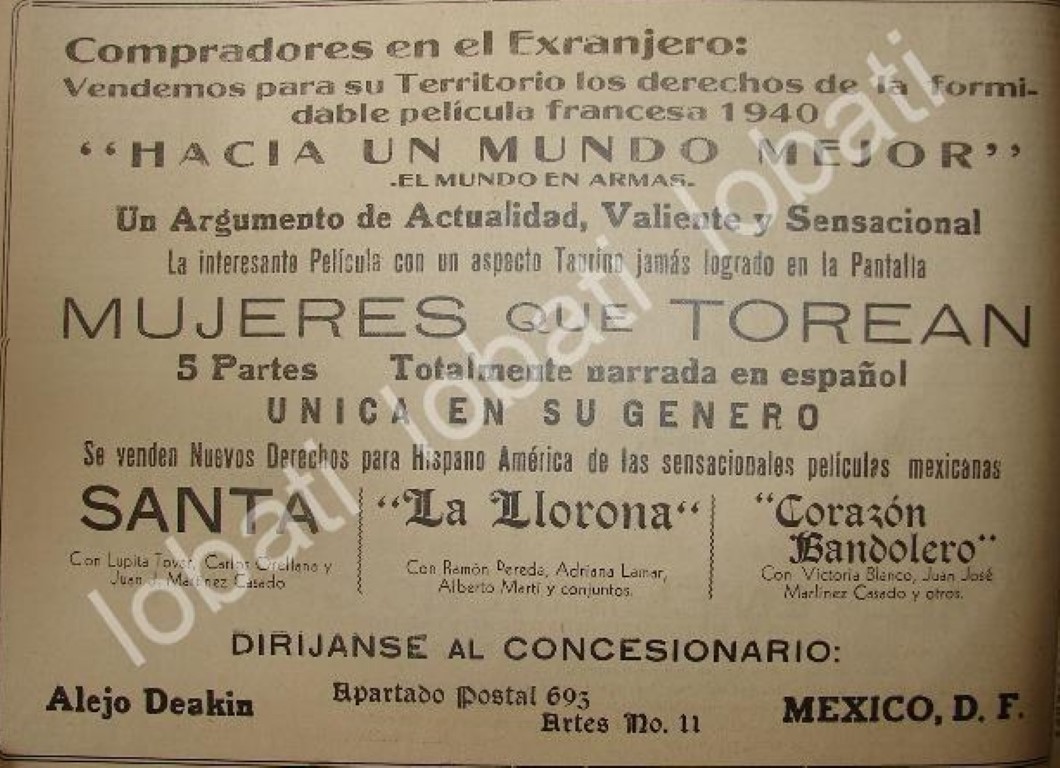 Compradores en el Exranjero:
Vendemos para su Territorio los derechos de la formi-
dable película francesa 1940
“HACIA UN MUNDO MEJOR”
-EL MUNDO EN ARMAS-
Un Argumento de Actualidad, Valiente y Sensacional
La interesante Película con un aspecto Taurino jamás logrado en la Pantalla
MUJERES QUE TOREAN
5 Partes Totalmente narrada en español
UNICA EN SU GENERO
Se venden Nuevos Derechos para Hispano América de las sensacionales películas mexicanas
SANTA
Con Lupita Tovar, Carlos Orellana y
Juan J. Martínez Casado
“La Llorona“
Con Ramón Pereda, Adriana Lamar,
Alberto Martí y conjuntos.
“Corazón
Bandolero”
Con Victoria Blanco, Juan José
Martínez Casado y otros.
DIRIJANSE AL CONCESIONARIO:
Alejo Deakin
Apartado Postal 693
Artes No. 11
MEXICO, D. F.
lobati lobati lobati